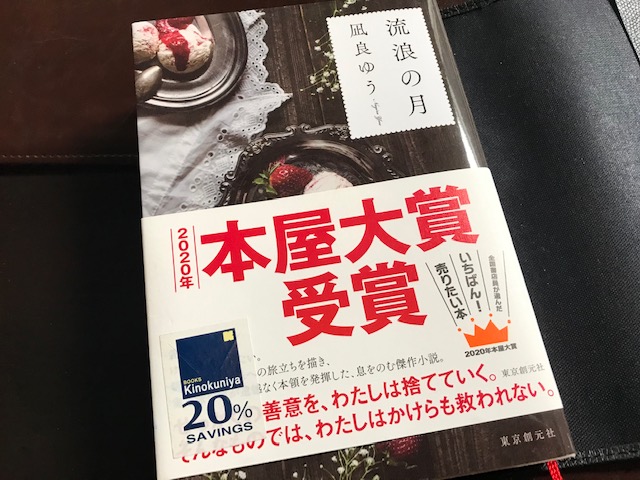 流浪の月
凪良ゆう
2020年
本屋大賞
受賞
全国書店員が選んだ
いちばん!
売りたい本
2020年本屋大賞
の旅立ちを描き、
なく本領を発揮した、息をのむ傑作小説。
東京創元社
善意を、わたしは捨てていく。
そんなものでは、わたしはかけらも救われない。
BOOKS
Kinokuniya
20%
SAVINGS
東京創元社